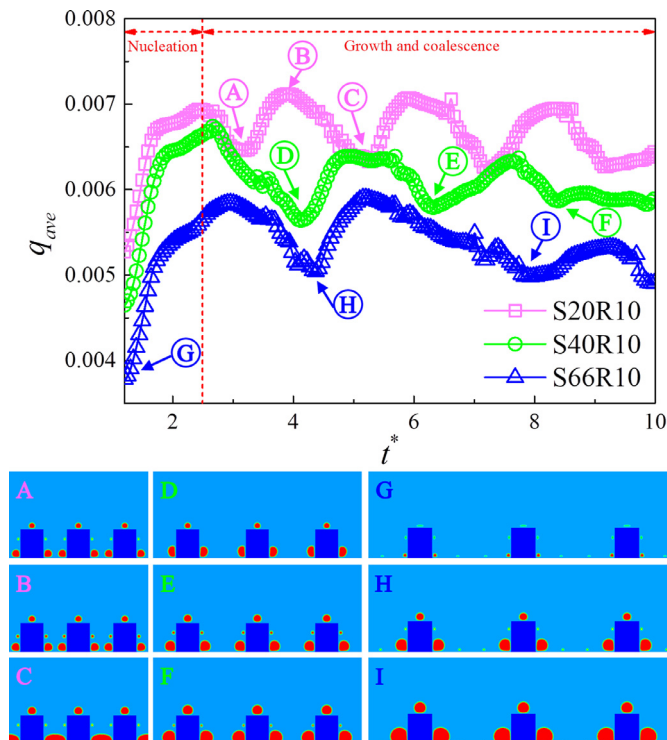 0.008
Nucleation
Growth and coalescence
B
0.007
A
C
D
E
0.006
q_ave
F
I
0.005
H
S20R10
S40R10
0.004
G
S66R10
2
4
6
8
10
t*
A
D
G
B
E
H
C
F
I